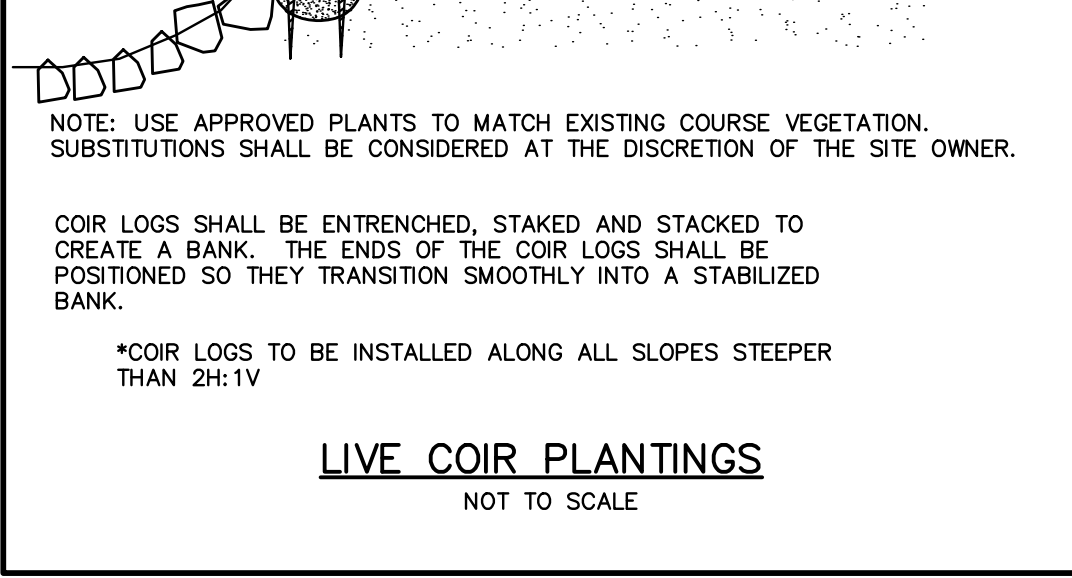 NOTE: USE APPROVED PLANTS TO MATCH EXISTING COURSE VEGETATION.
SUBSTITUTIONS SHALL BE CONSIDERED AT THE DISCRETION OF THE SITE OWNER.
COIR LOGS SHALL BE ENTRENCHED, STAKED AND STACKED TO
CREATE A BANK. THE ENDS OF THE COIR LOGS SHALL BE
POSITIONED SO THEY TRANSITION SMOOTHLY INTO A STABILIZED
BANK.
*COIR LOGS TO BE INSTALLED ALONG ALL SLOPES STEEPER
THAN 2H:1V
LIVE COIR PLANTINGS
NOT TO SCALE